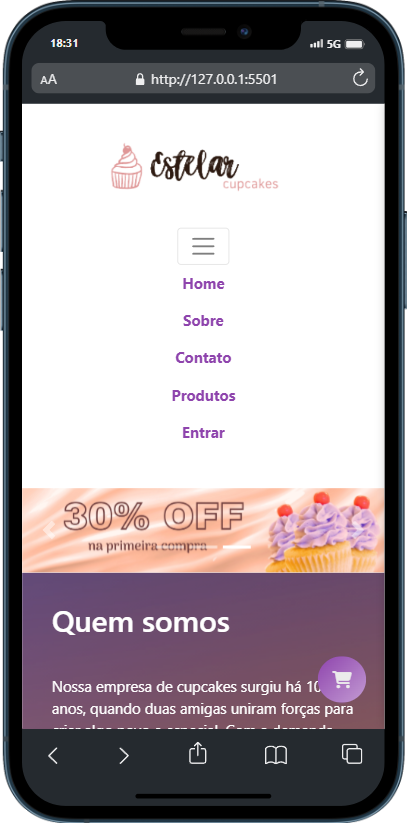 18:31
5G
AA
http://127.0.0.1:5501
Estelar
cupcakes
Home
Sobre
Contato
Produtos
Entrar
30% OFF
na primeira compra
Quem somos
Nossa empresa de cupcakes surgiu há 10
anos, quando duas amigas uniram forças para